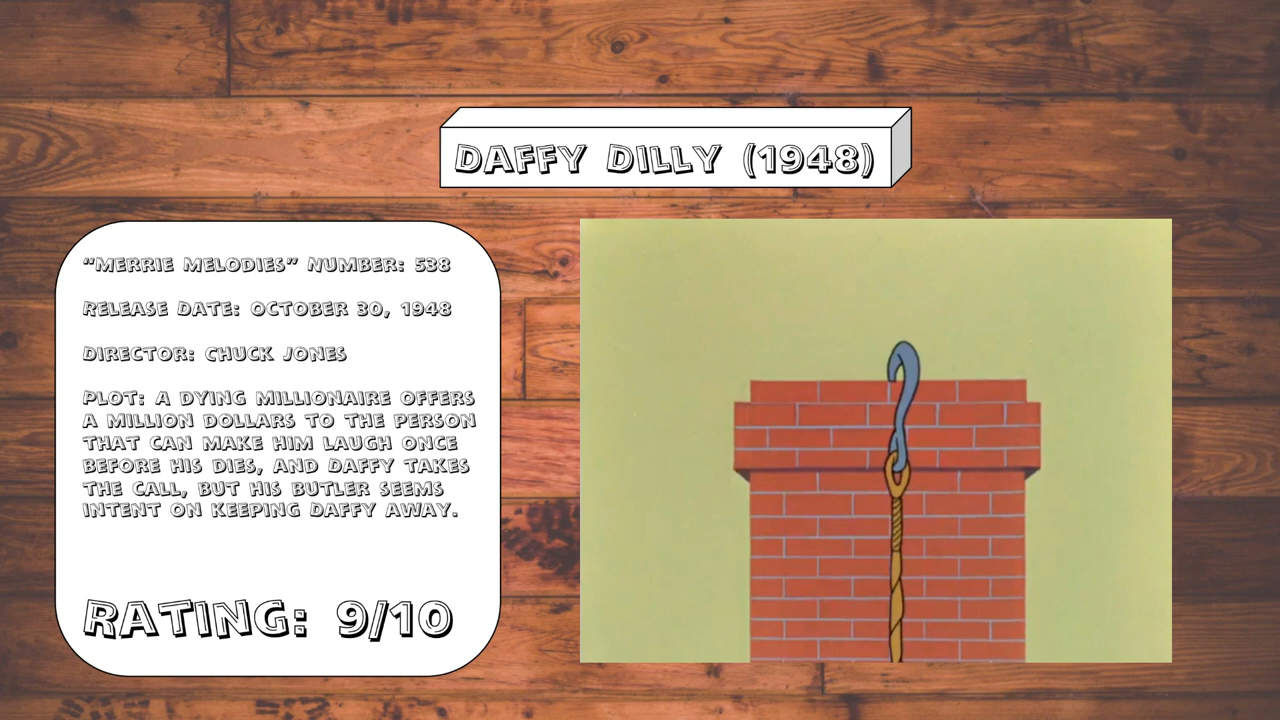 DAFFY DILLY (1948)
"MERRIE MELODIES" NUMBER: 538
RELEASE DATE: OCTOBER 30, 1948
DIRECTOR: CHUCK JONES
PLOT: A DYING MILLIONAIRE OFFERS
A MILLION DOLLARS TO THE PERSON
THAT CAN MAKE HIM LAUGH ONCE
BEFORE HIS DIES, AND DAFFY TAKES
THE CALL, BUT HIS BUTLER SEEMS
INTENT ON KEEPING DAFFY AWAY.
RATING: 9/10